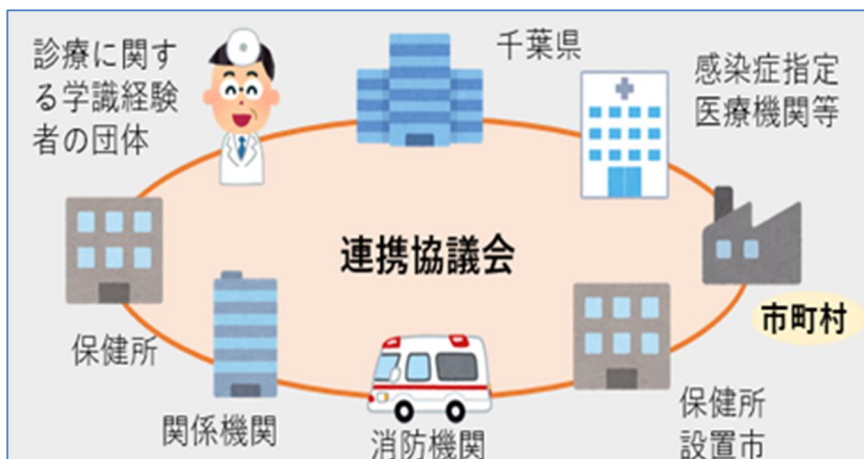 診療に関す
る学識経験
者の団体
千葉県
感染症指定
医療機関等
連携協議会
市町村
保健所
関係機関
消防機関
保健所
設置市